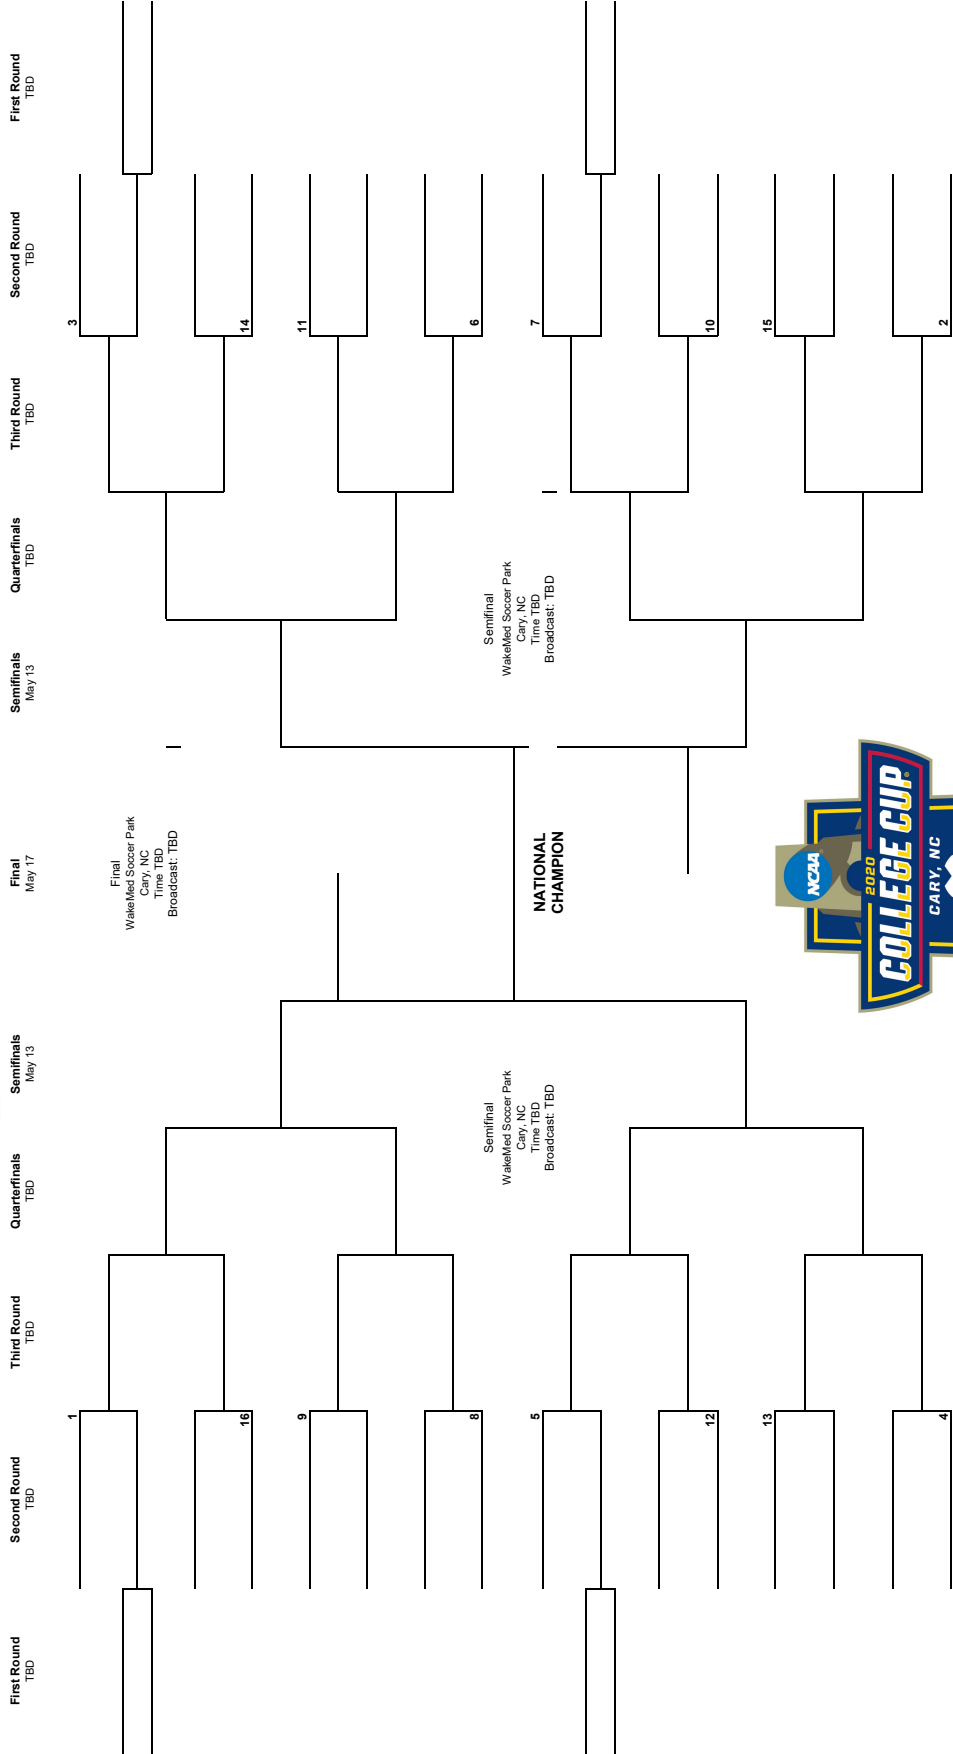 First Round
TBD
Second Round
TBD
Third Round
TBD
Quarterfinals
TBD
Semifinals
May 13
Final
May 17
Semifinals
May 13
Quarterfinals
TBD
Third Round
TBD
Second Round
TBD
First Round
TBD
1
16
9
8
5
12
13
4
3
14
11
6
7
10
15
2
Final
WakeMed Soccer Park
Cary, NC
Time TBD
Broadcast: TBD
Semifinal
WakeMed Soccer Park
Cary, NC
Time TBD
Broadcast: TBD
Semifinal
WakeMed Soccer Park
Cary, NC
Time TBD
Broadcast: TBD
NATIONAL
CHAMPION
NCAA
2020
COLLEGE CUP
CARY, NC